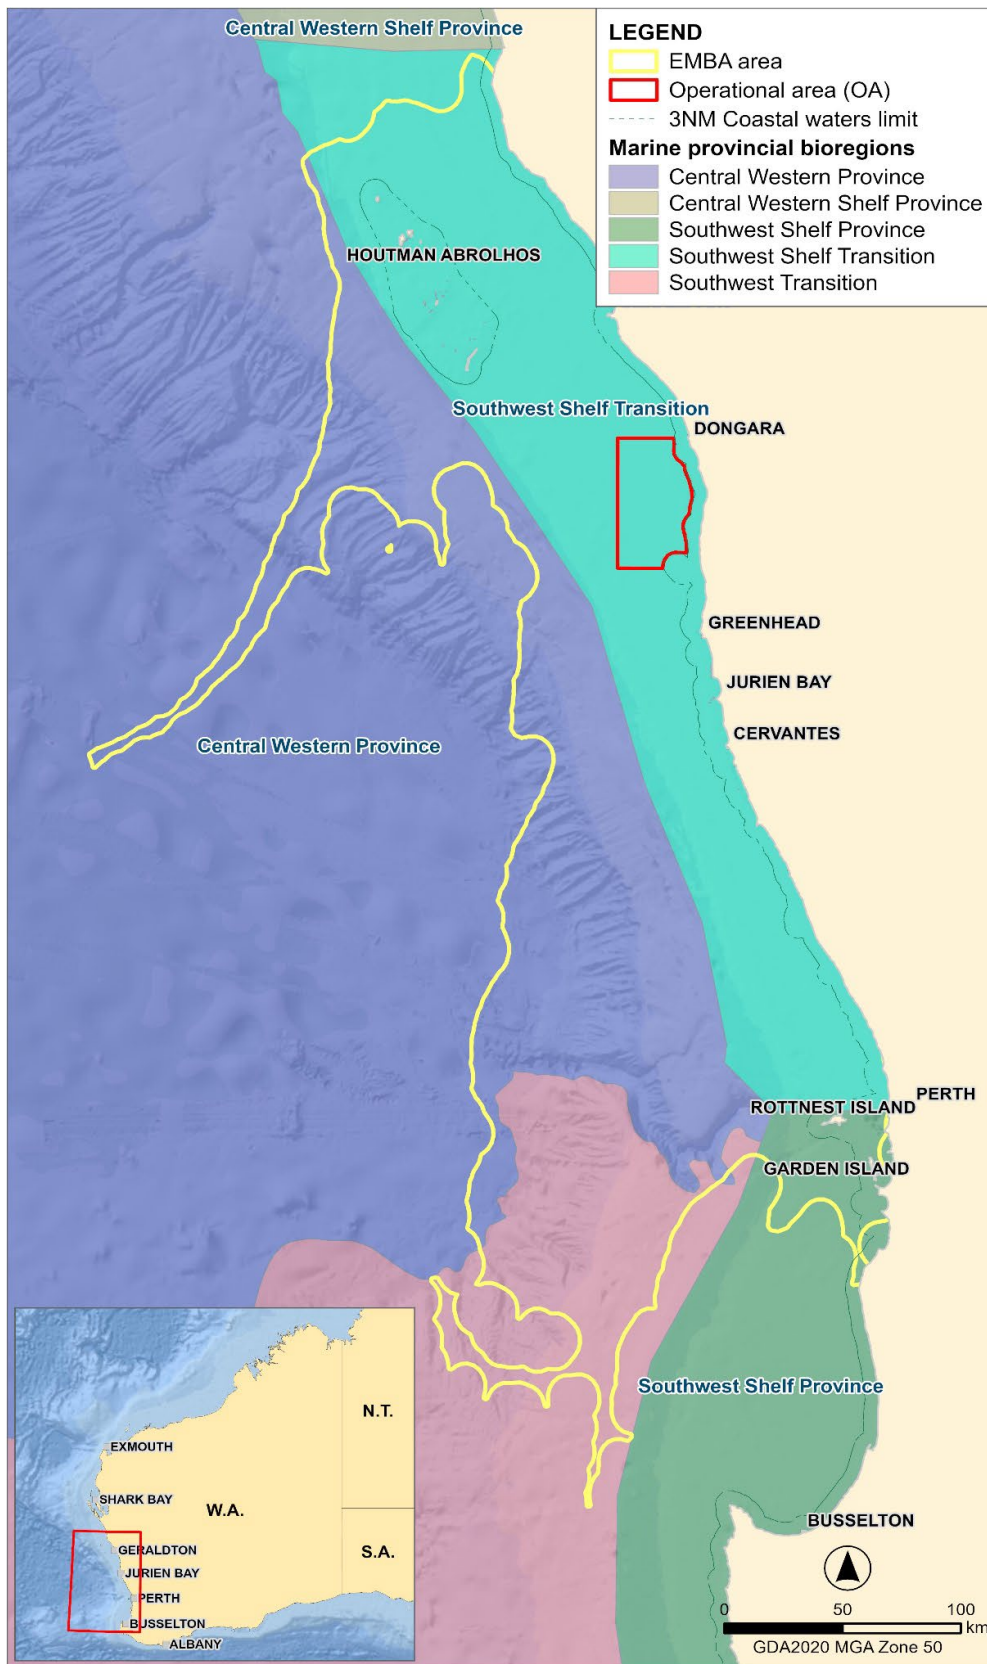 Central Western Shelf Province
LEGEND
EMBA area
Operational area (OA)
3NM Coastal waters limit
Marine provincial bioregions
Central Western Province
Central Western Shelf Province
Southwest Shelf Province
Southwest Shelf Transition
Southwest Transition
HOUTMAN ABROLHOS
Southwest Shelf Transition
DONGARA
GREENHEAD
JURIEN BAY
CERVANTES
Central Western Province
PERTH
ROTTNEST ISLAND
GARDEN ISLAND
Southwest Shelf Province
BUSSELTON
N.T.
EXMOUTH
SHARK BAY
W.A.
GERALDTON
S.A.
JURIEN BAY
PERTH
BUSSELTON
ALBANY
0 50 100
km
GDA2020 MGA Zone 50